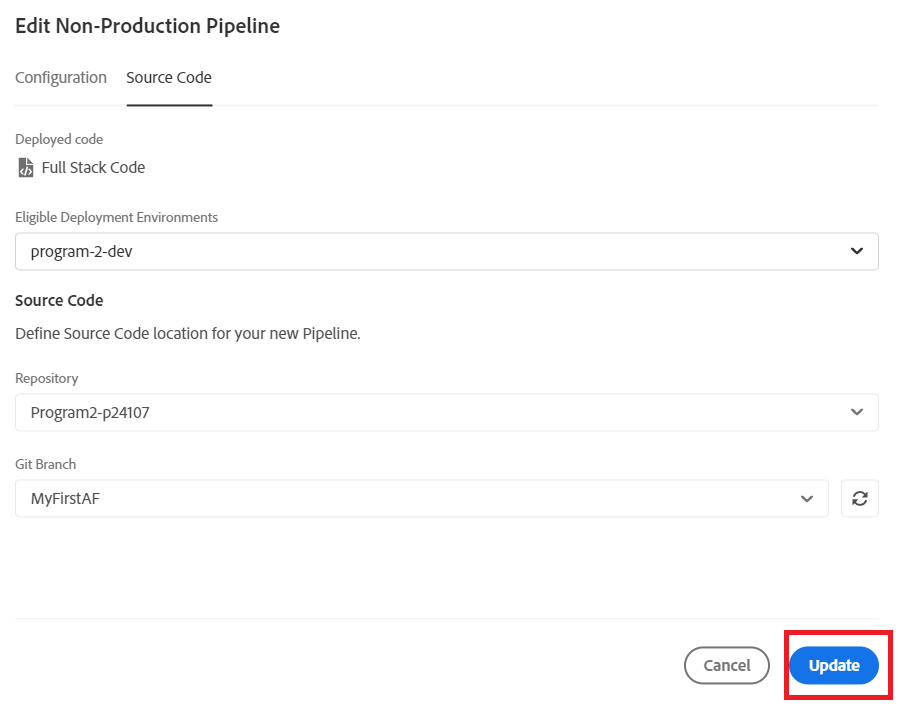 Edit Non-Production Pipeline
Configuration Source Code
Deployed code
Full Stack Code
Eligible Deployment Environments
program-2-dev
Source Code
Define Source Code location for your new Pipeline.
Repository
Program2-p24107
Git Branch
MyFirstAF
Cancel Update